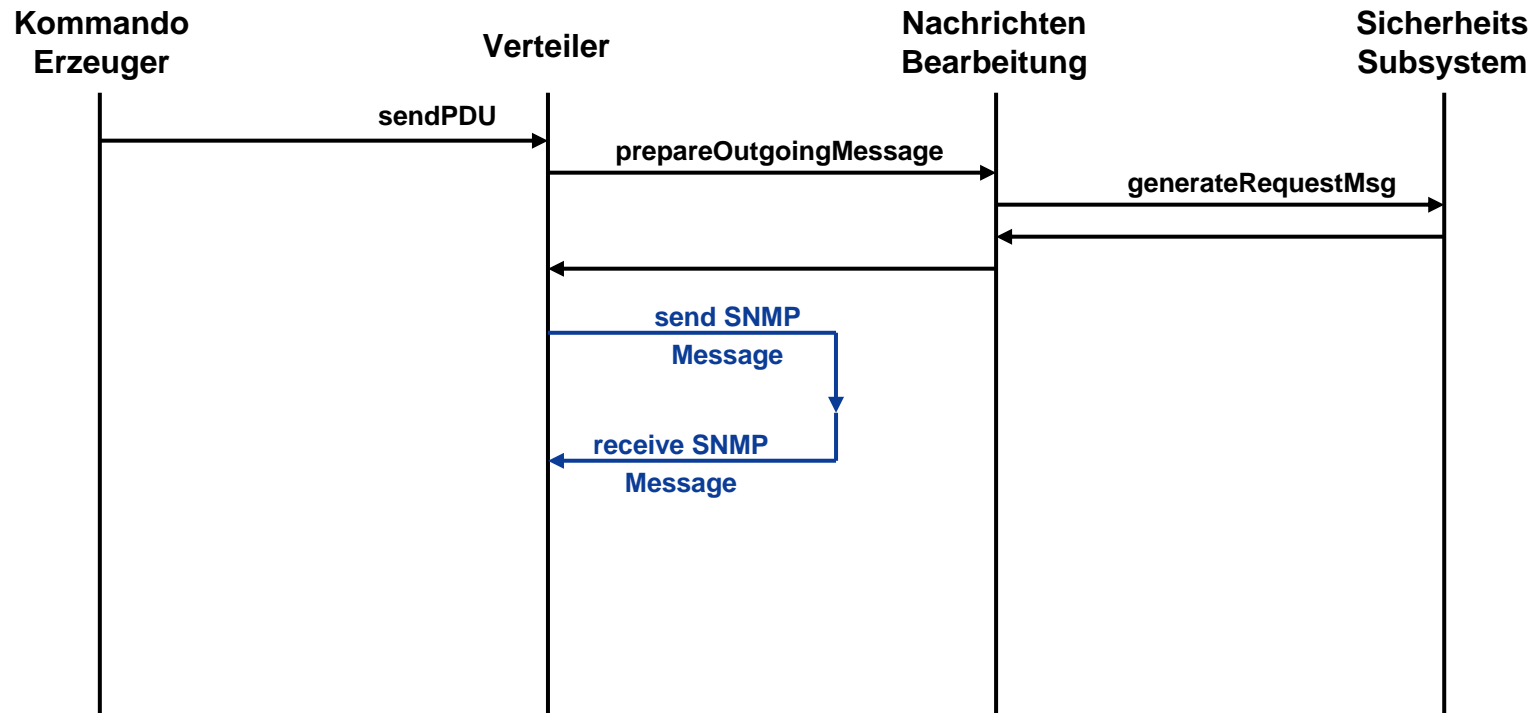 Kommando
Erzeuger
Verteiler
Nachrichten
Bearbeitung
Sicherheits
Subsystem
sendPDU
prepareOutgoingMessage
generateRequestMsg
send SNMP
Message
receive SNMP
Message